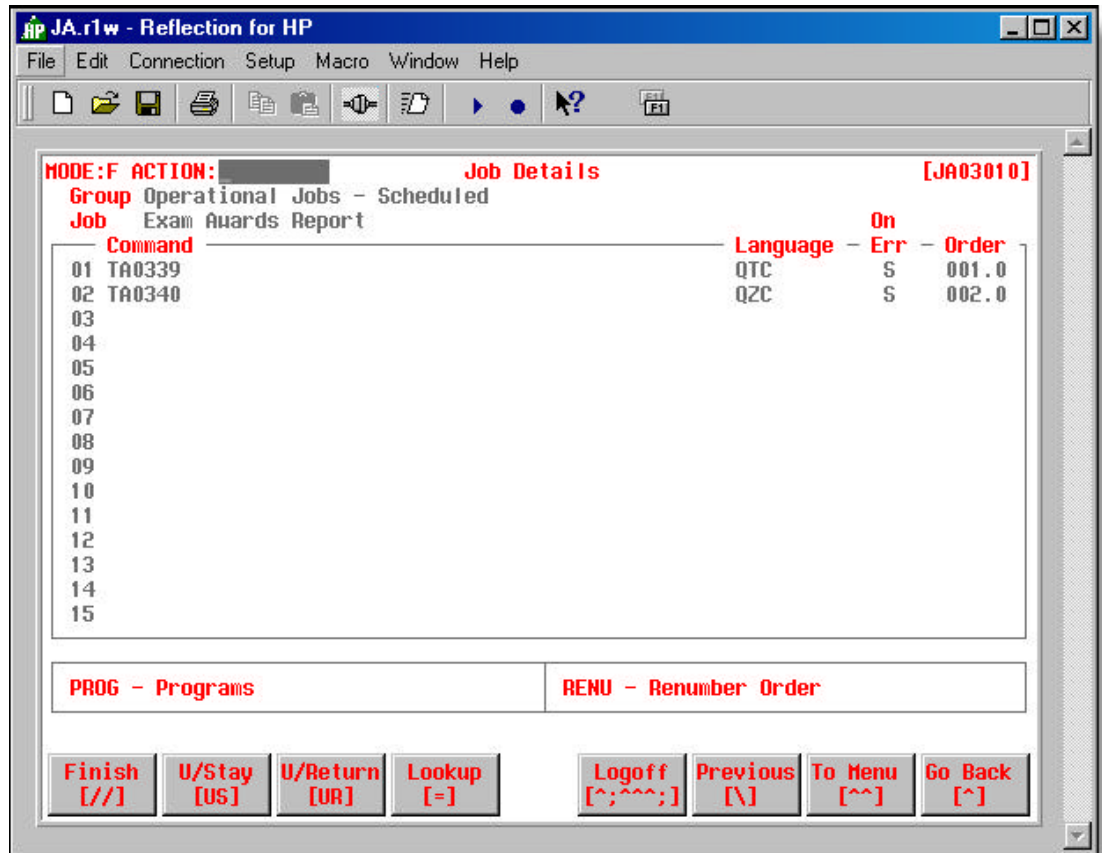 JA.r1w - Reflection for HP
File Edit Connection Setup Macro Window Help
MODE:F ACTION: Job Details [JA03010]
Group Operational Jobs - Scheduled
Job Exam Awards Report On
Command Language - Err - Order
01 TA0339 QTC S 001.0
02 TA0340 QZC S 002.0
03
04
05
06
07
08
09
10
11
12
13
14
15
PROG - Programs RENU - Renumber Order
Finish U/Stay U/Return Lookup Logoff Previous To Menu Go Back
[//] [US] [UR] [=] [^;^^^;] [\] [^^] [^]